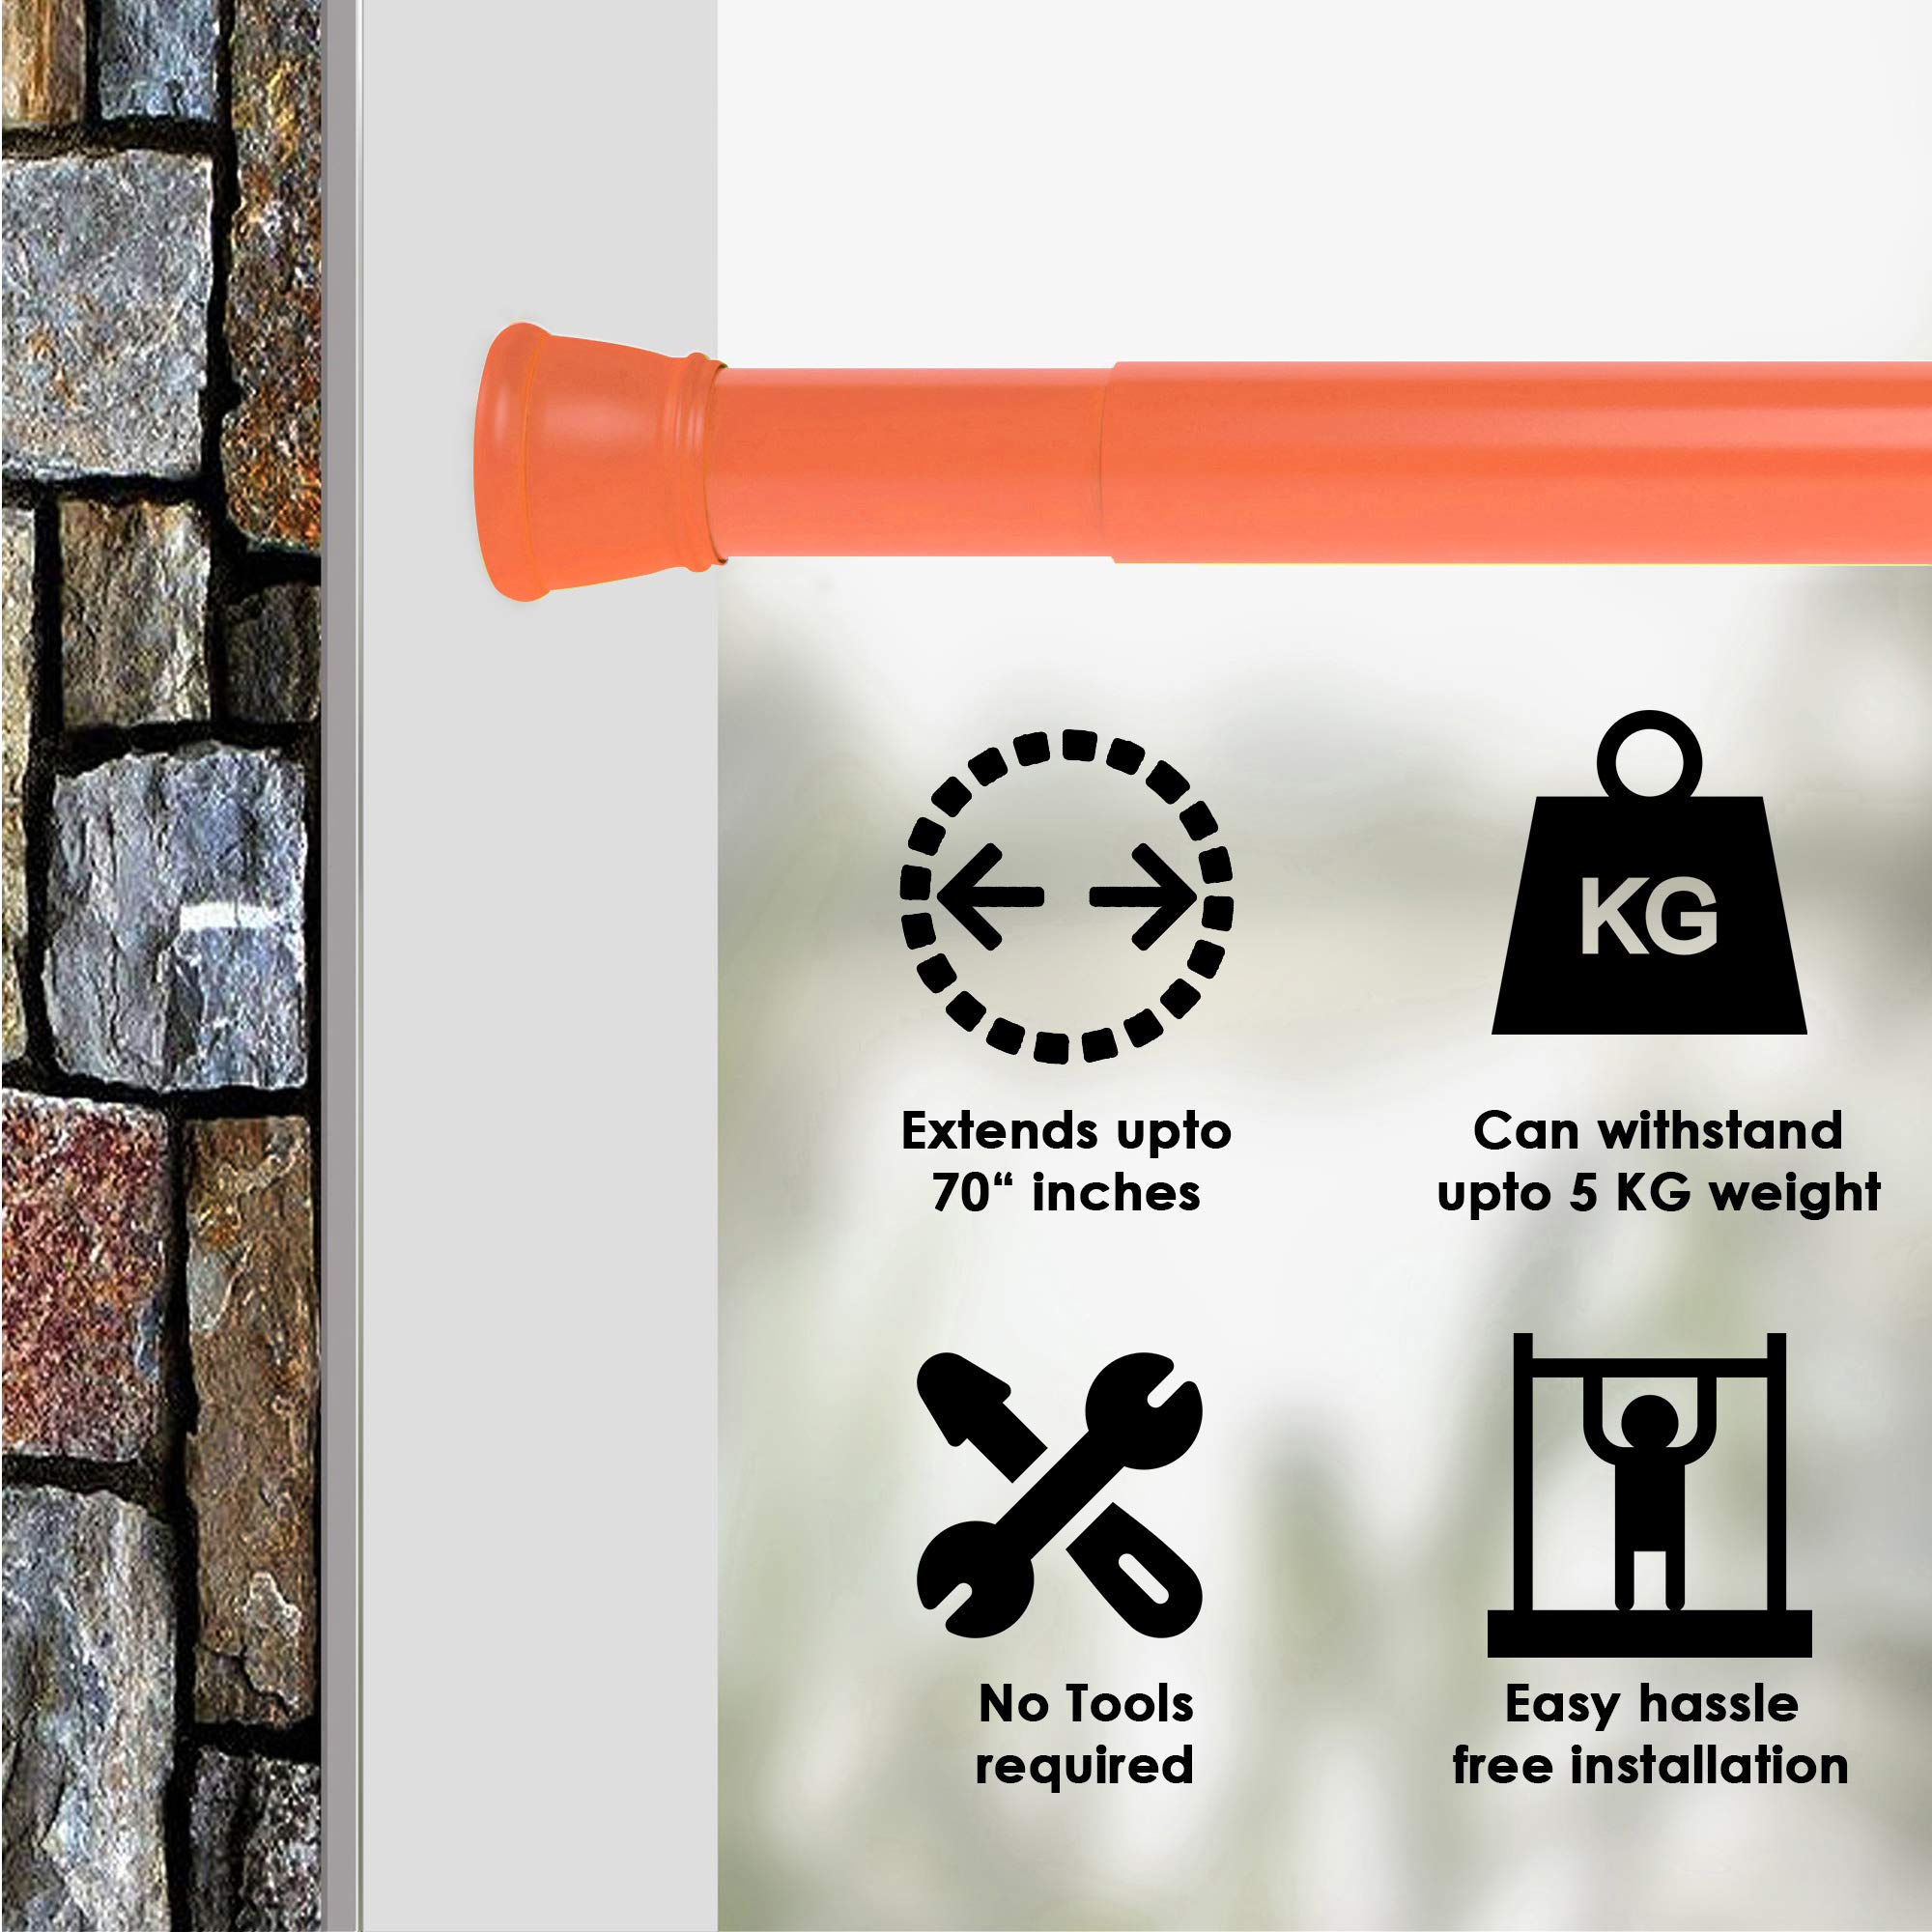 KG
Extends upto
70“ inches
Can withstand
upto 5 KG weight
No Tools
required
Easy hassle
free installation